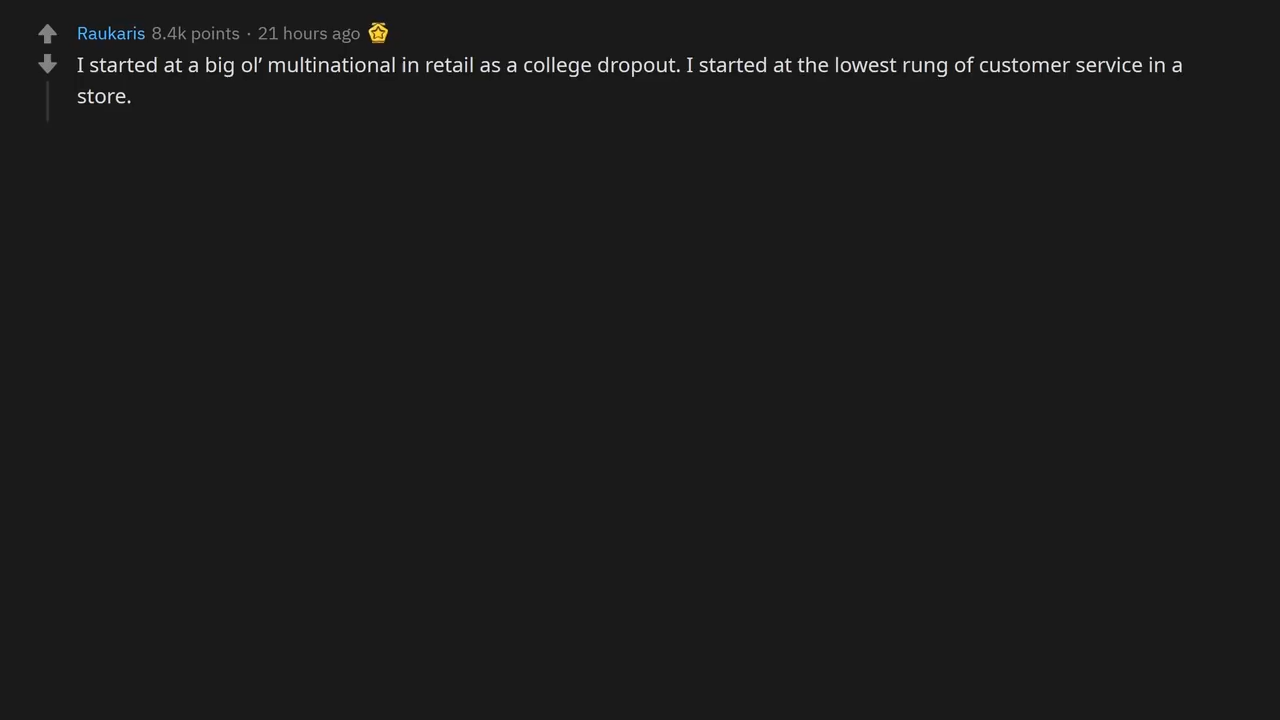 Raukaris 8.4k points · 21 hours ago
I started at a big ol’ multinational in retail as a college dropout. I started at the lowest rung of customer service in a
store.